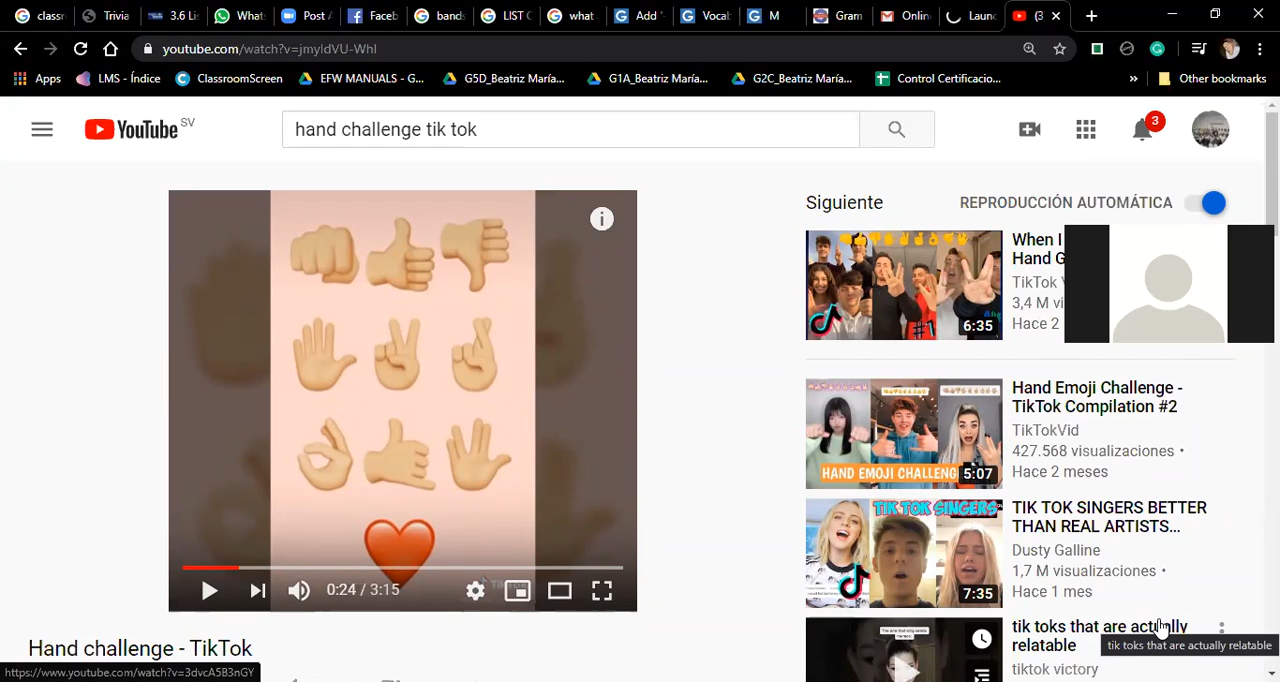 classr
Trivia
3.6 Li
What
Post A
Faceb
bands
LIST C
what
Add '
Vocab
M
Gram
Onlin
Launc
(3
youtube.com/watch?v=jmyldVU-WhI
Apps
LMS - Índice
ClassroomScreen
EFW MANUALS - G...
G5D_Beatriz María...
G1A_Beatriz María...
G2C_Beatriz María...
Control Certificacio...
Other bookmarks
YouTube SV
hand challenge tik tok
3
Siguiente
REPRODUCCIÓN AUTOMÁTICA
When I
Hand G
TikTok
3,4 M vi
Hace 2
6:35
Hand Emoji Challenge -
TikTok Compilation #2
TikTokVid
427.568 visualizaciones •
Hace 2 meses
HAND EMOJI CHALLENG
5:07
TIK TOK SINGERS
TIK TOK SINGERS BETTER
THAN REAL ARTISTS...
Dusty Galline
1,7 M visualizaciones •
Hace 1 mes
7:35
0:24 / 3:15
tik toks that are actually
relatable
tik toks that are actually relatable
tiktok victory
Hand challenge - TikTok
https://www.youtube.com/watch?v=3dvcA5B3nGY